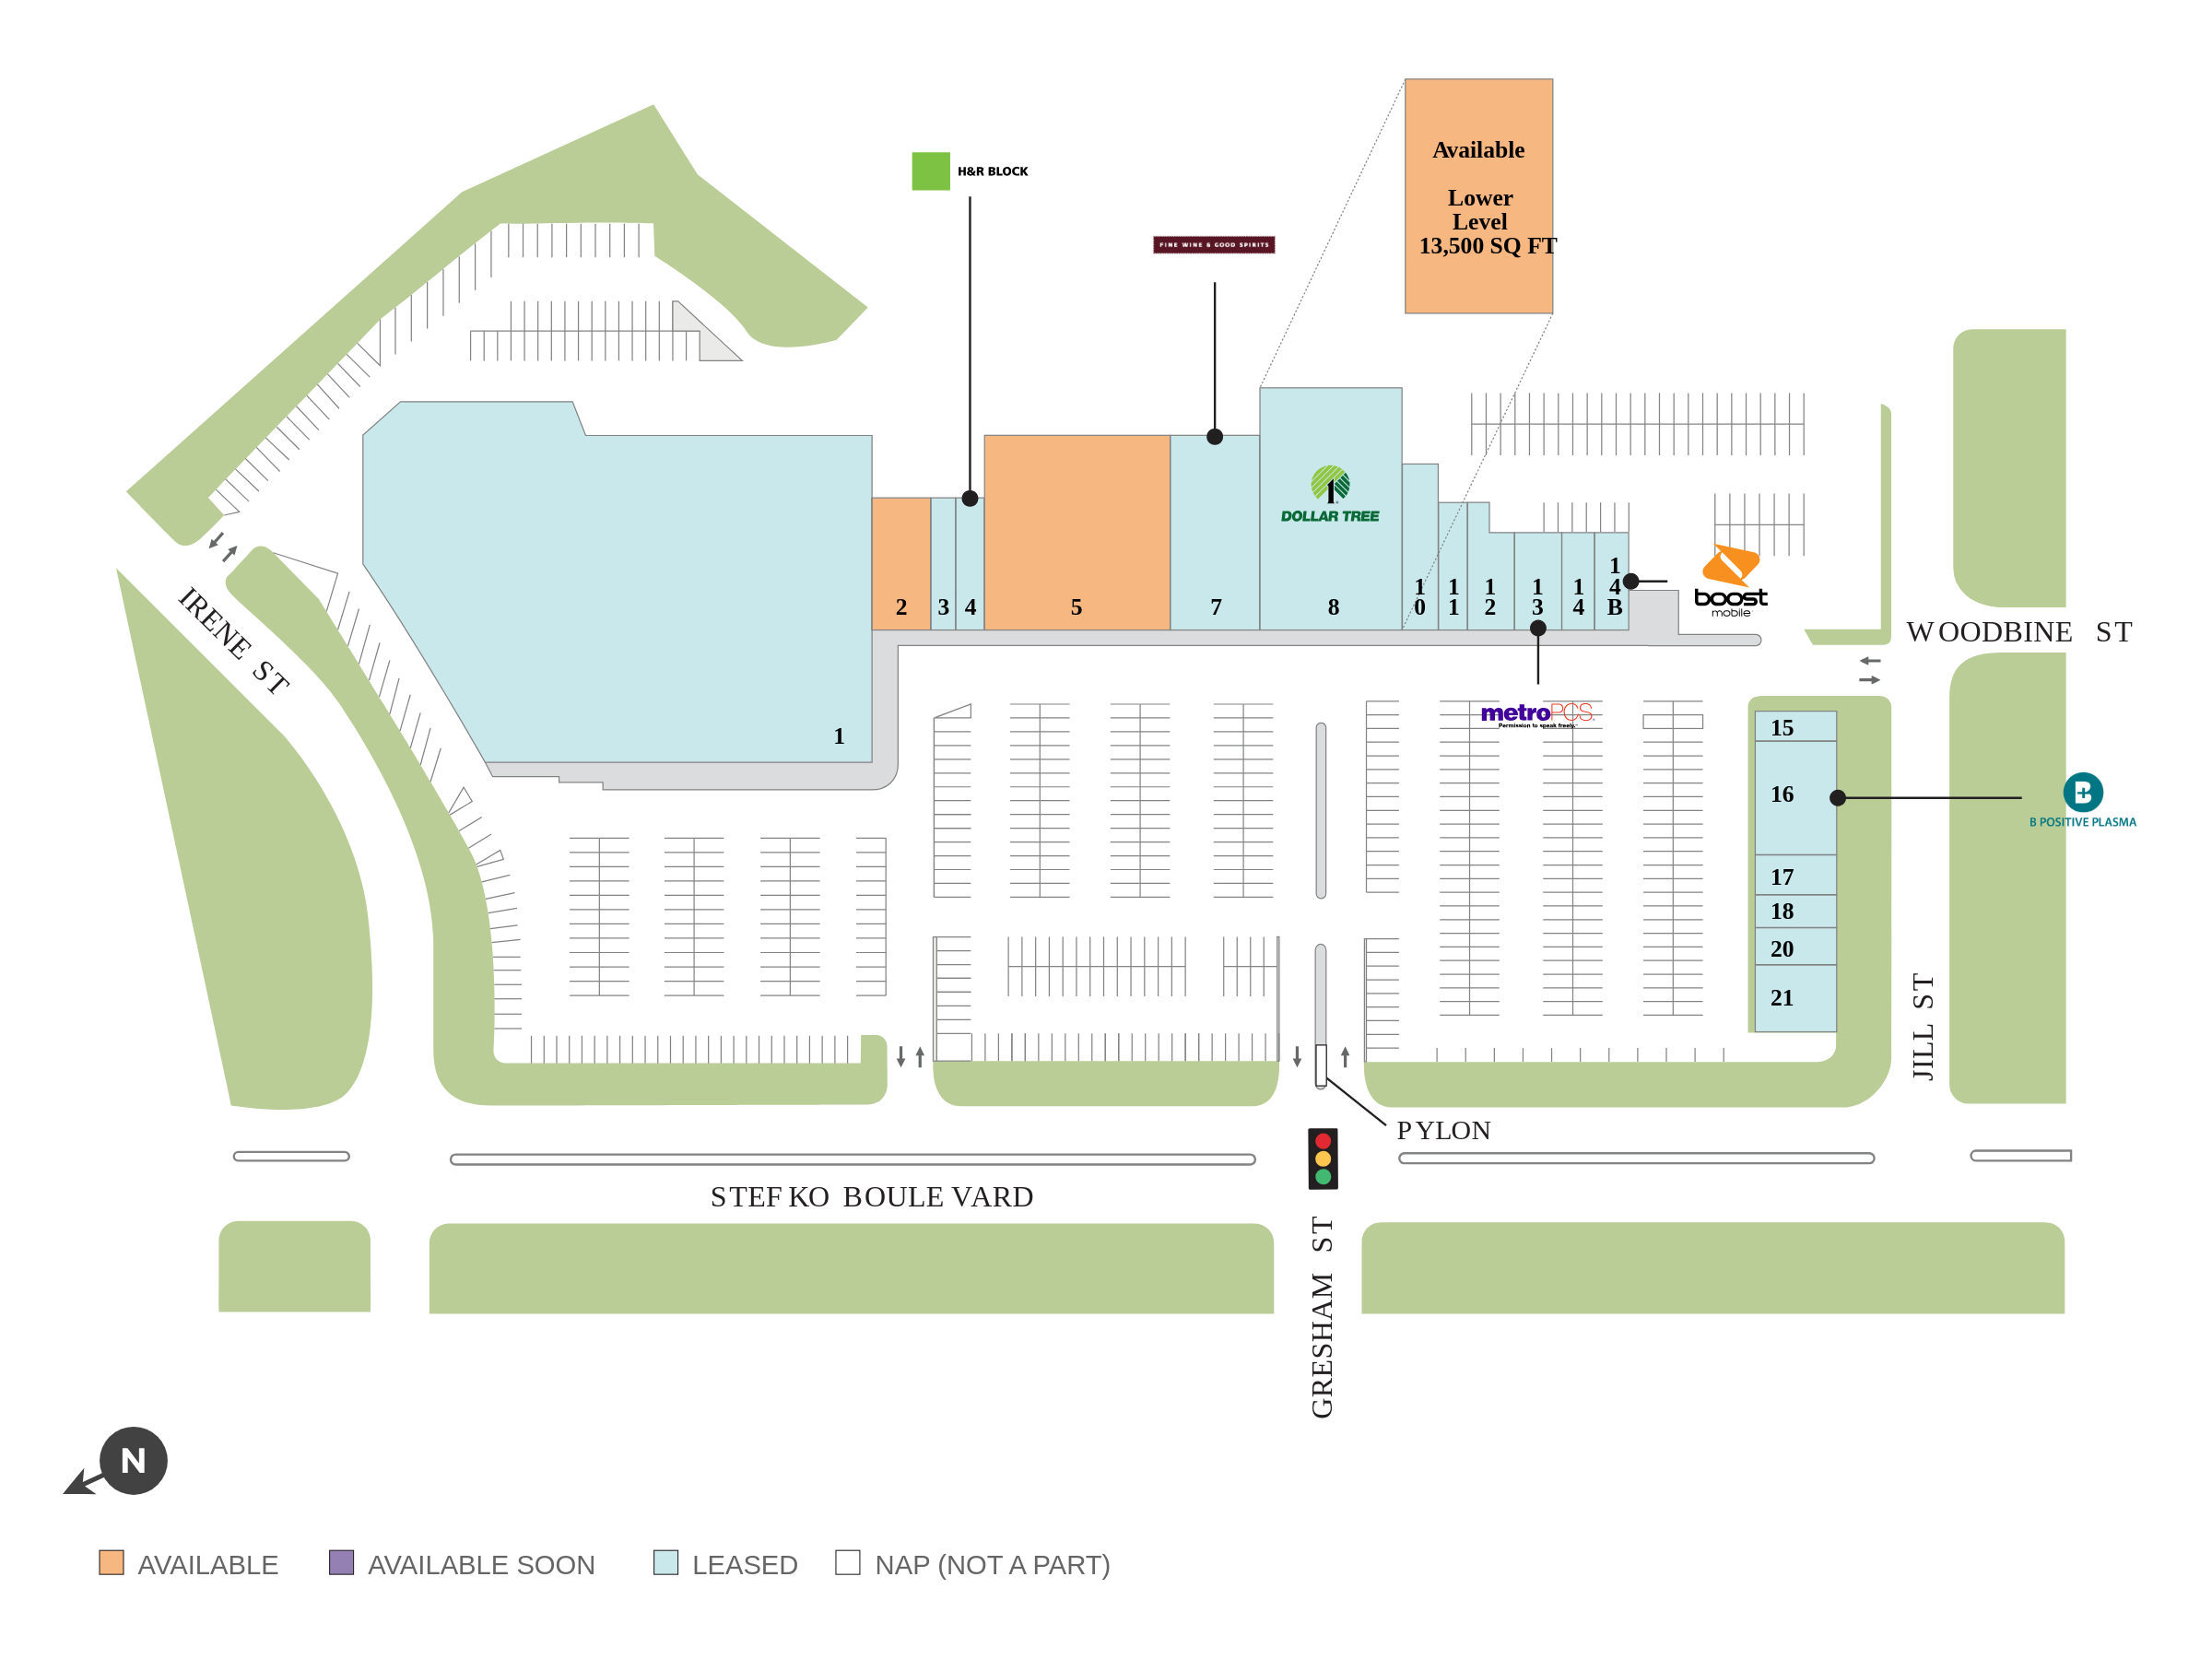 Available
Lower
Level
13,500 SQ FT
H&R BLOCK
FINE WINE & GOOD SPIRITS
DOLLAR TREE
boost
mobile
1
2
3
4
5
7
8
10
11
12
13
14
14B
metroPCS.
Permission to speak freely.
WOODBINE ST
IRENE ST
15
16
17
18
20
21
B
B POSITIVE PLASMA
JILL ST
PYLON
STEFKO BOULEVARD
GRESHAM ST
N
AVAILABLE
AVAILABLE SOON
LEASED
NAP (NOT A PART)